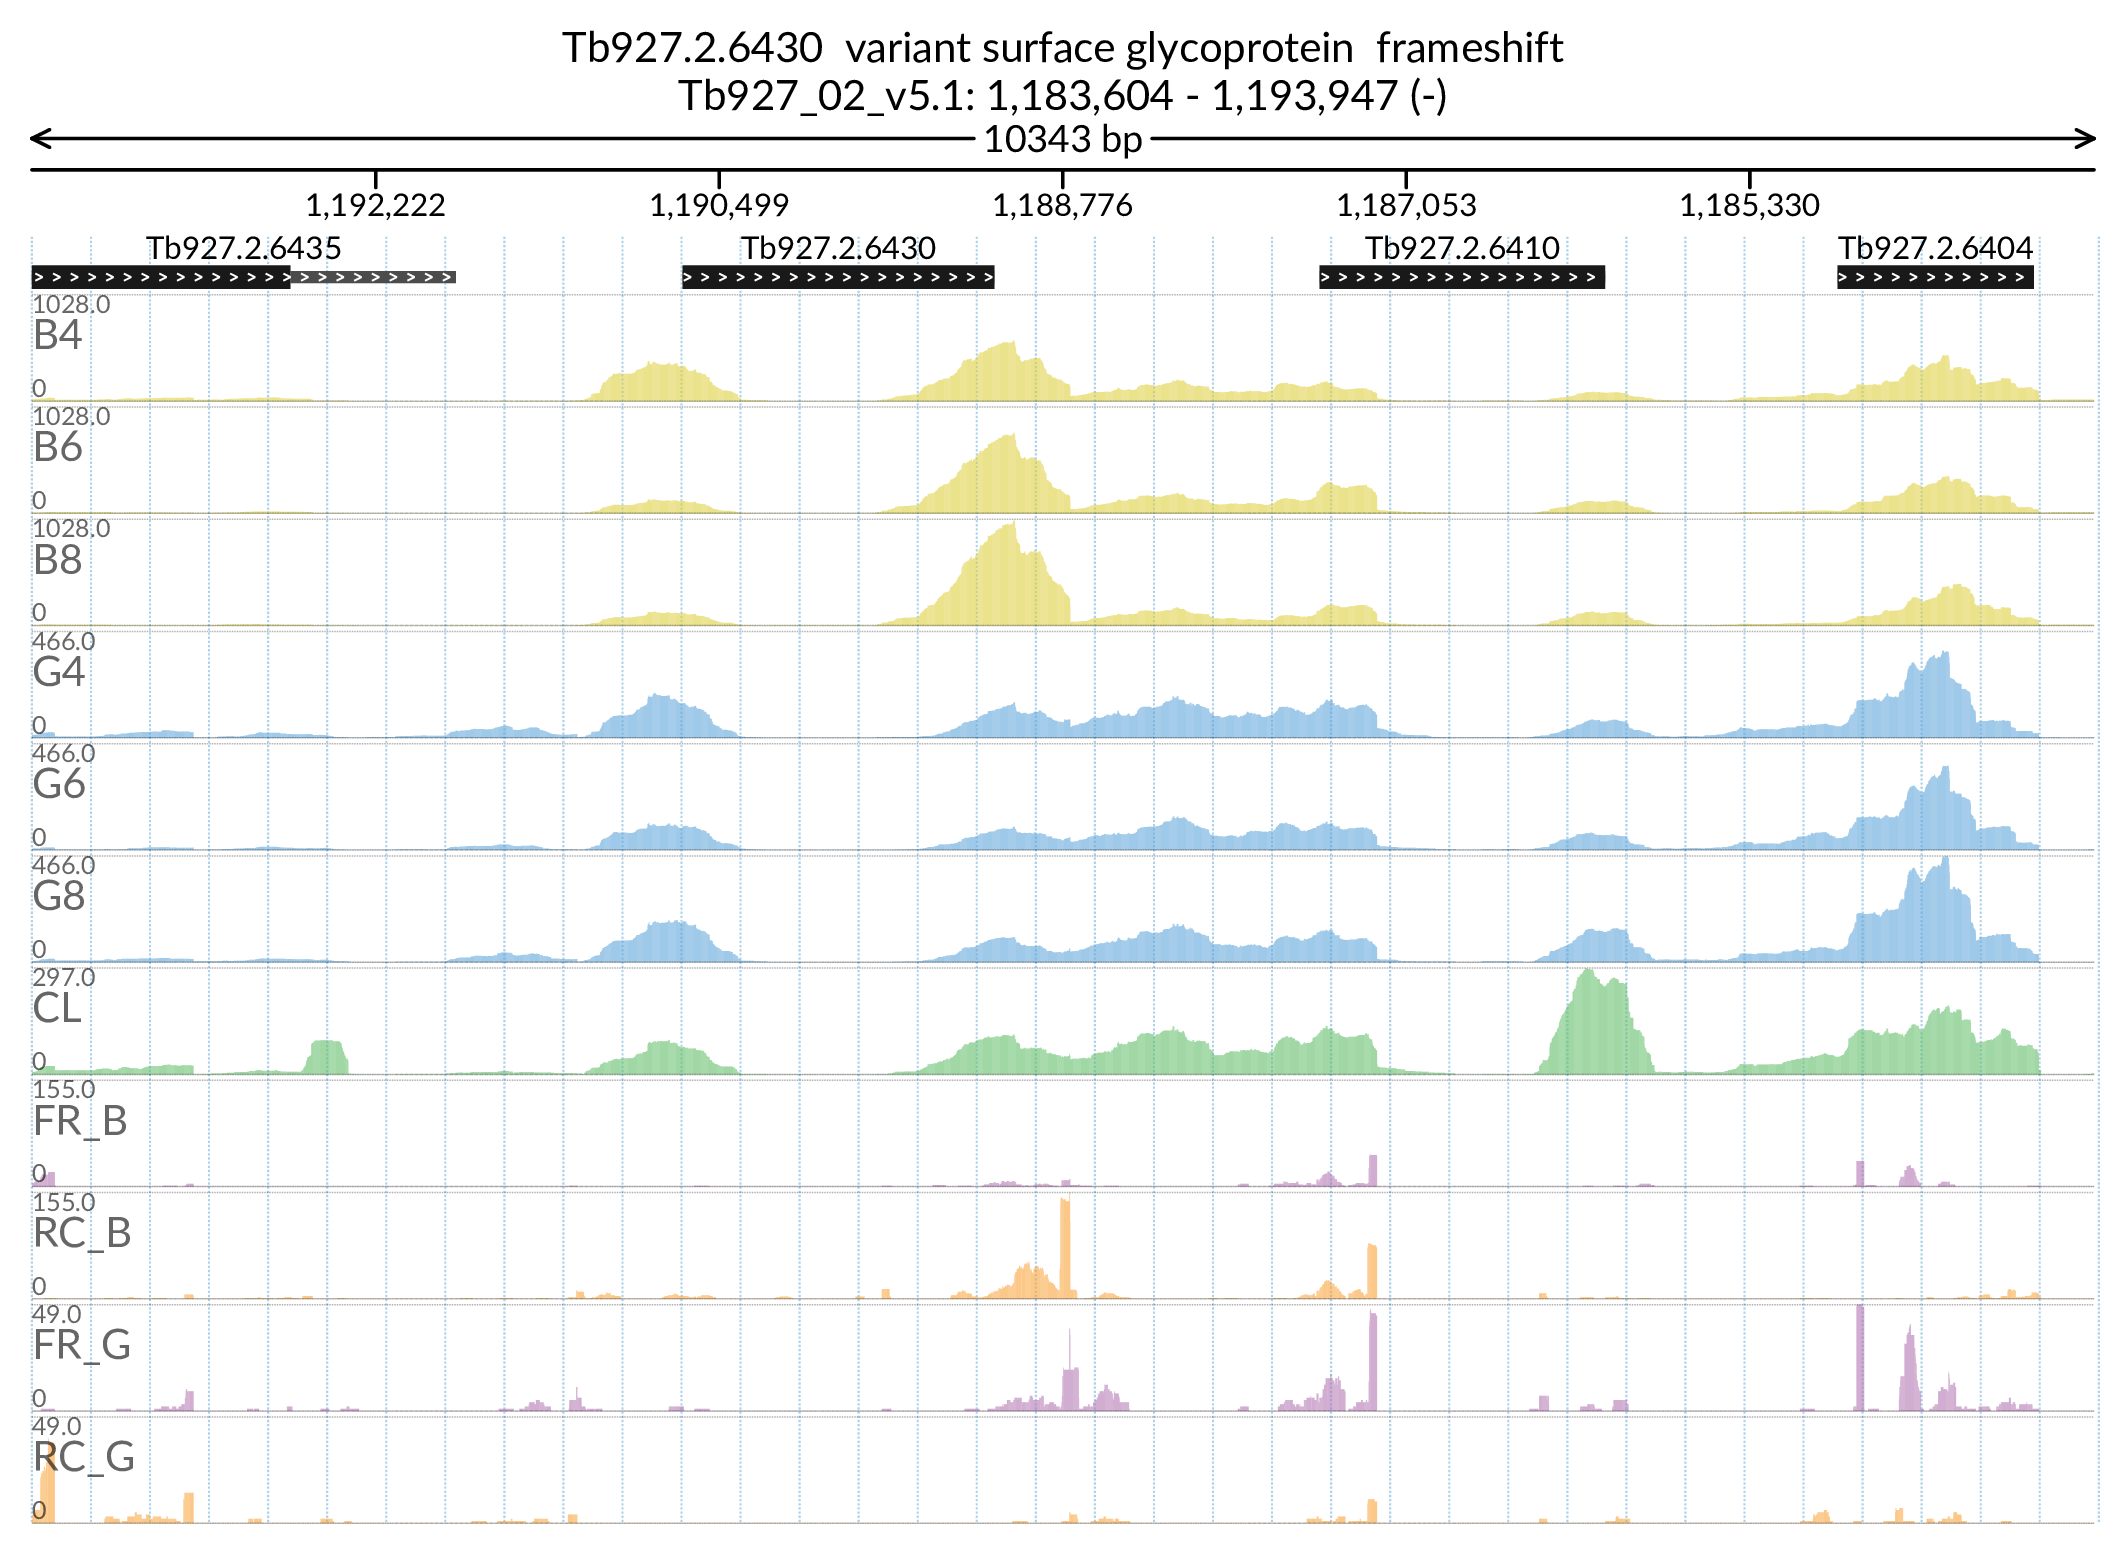 Tb927.2.6430 variant surface glycoprotein frameshift
Tb927_02_v5.1: 1,183,604 - 1,193,947 (-)
10343 bp
1,192,222 1,190,499 1,188,776 1,187,053 1,185,330
Tb927.2.6435 Tb927.2.6430 Tb927.2.6410 Tb927.2.6404
1028.0
B4
0
1028.0
B6
0
1028.0
B8
0
466.0
G4
0
466.0
G6
0
466.0
G8
0
297.0
CL
0
155.0
FR_B
0
155.0
RC_B
0
49.0
FR_G
0
49.0
RC_G
0